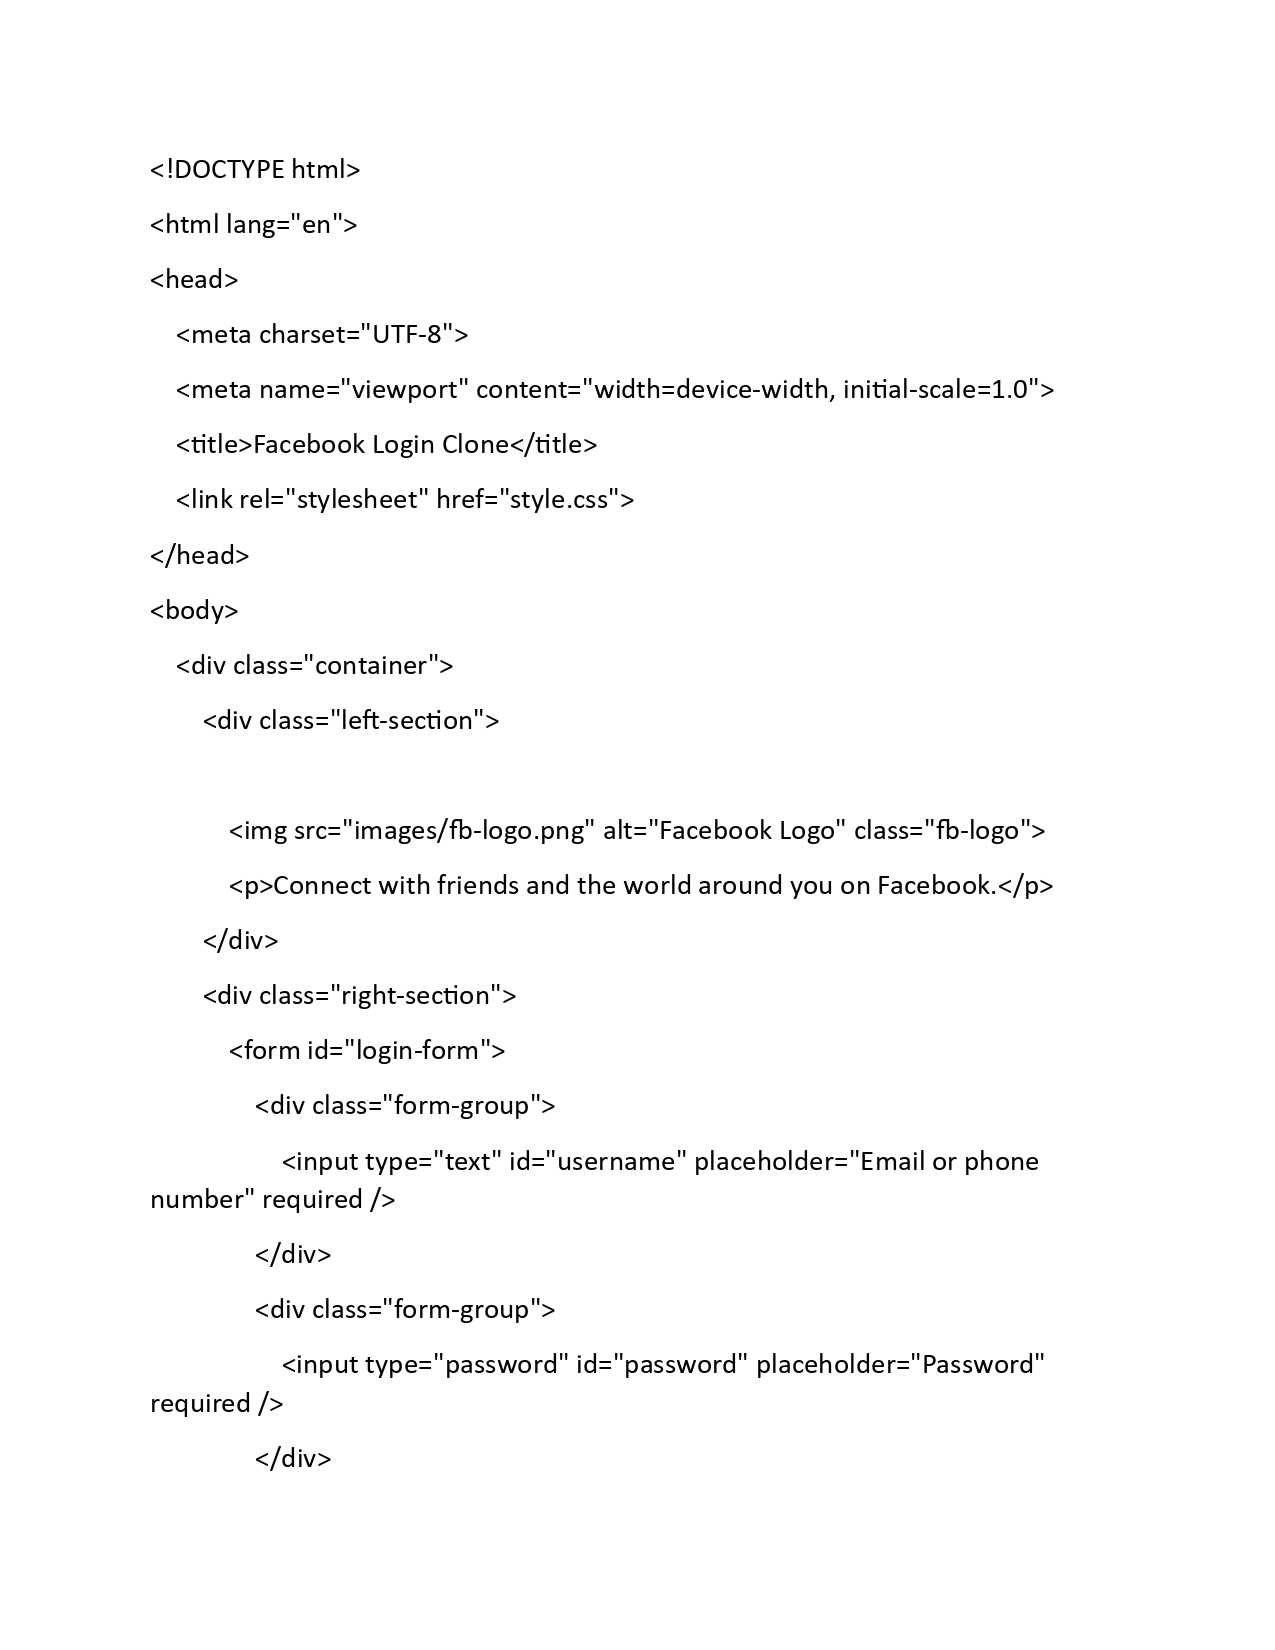 <!DOCTYPE html>
<html lang="en">
<head>
<meta charset="UTF-8">
<meta name="viewport" content="width=device-width, initial-scale=1.0">
<title>Facebook Login Clone</title>
<link rel="stylesheet" href="style.css">
</head>
<body>
<div class="container">
<div class="left-section">
<img src="images/fb-logo.png" alt="Facebook Logo" class="fb-logo">
<p>Connect with friends and the world around you on Facebook.</p>
</div>
<div class="right-section">
<form id="login-form">
<div class="form-group">
<input type="text" id="username" placeholder="Email or phone
number" required />
</div>
<div class="form-group">
<input type="password" id="password" placeholder="Password"
required />
</div>